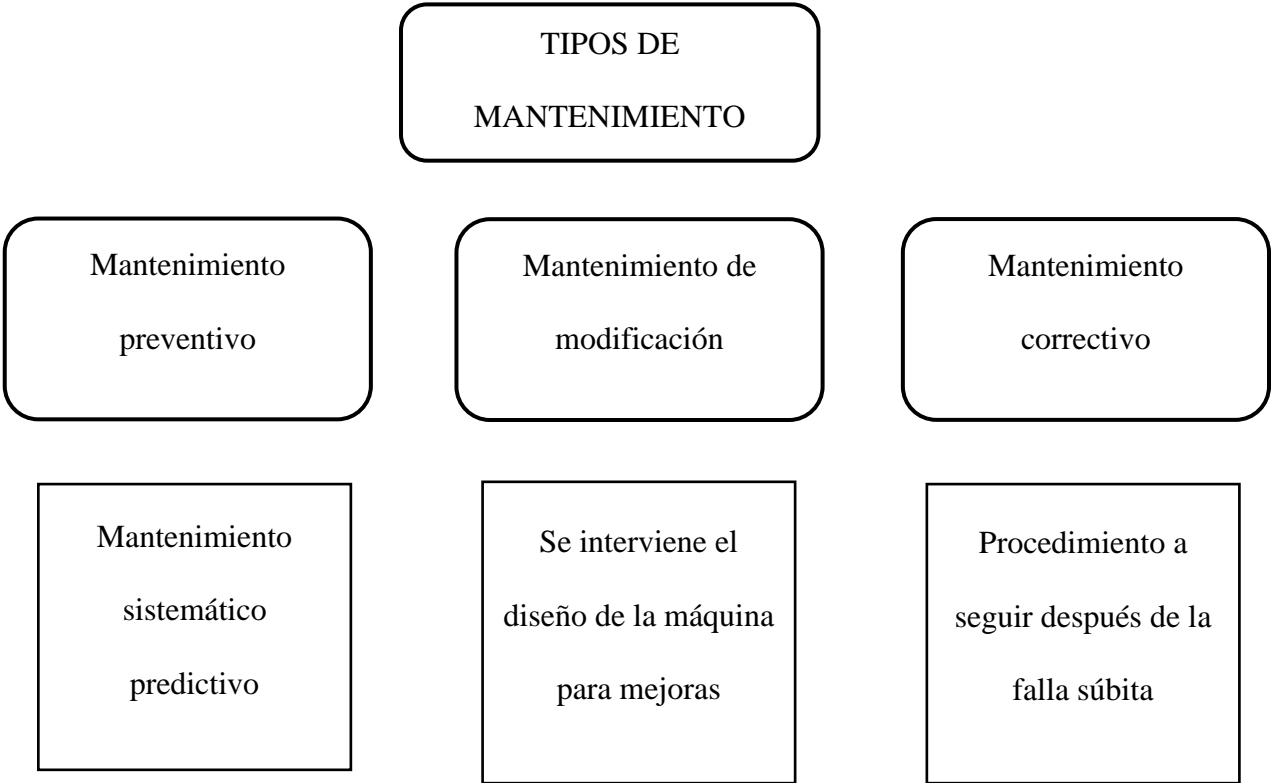 TIPOS DE
MANTENIMIENTO
Mantenimiento
preventivo
Mantenimiento de
modificación
Mantenimiento
correctivo
Mantenimiento
sistemático
predictivo
Se interviene el
diseño de la máquina
para mejoras
Procedimiento a
seguir después de la
falla súbita